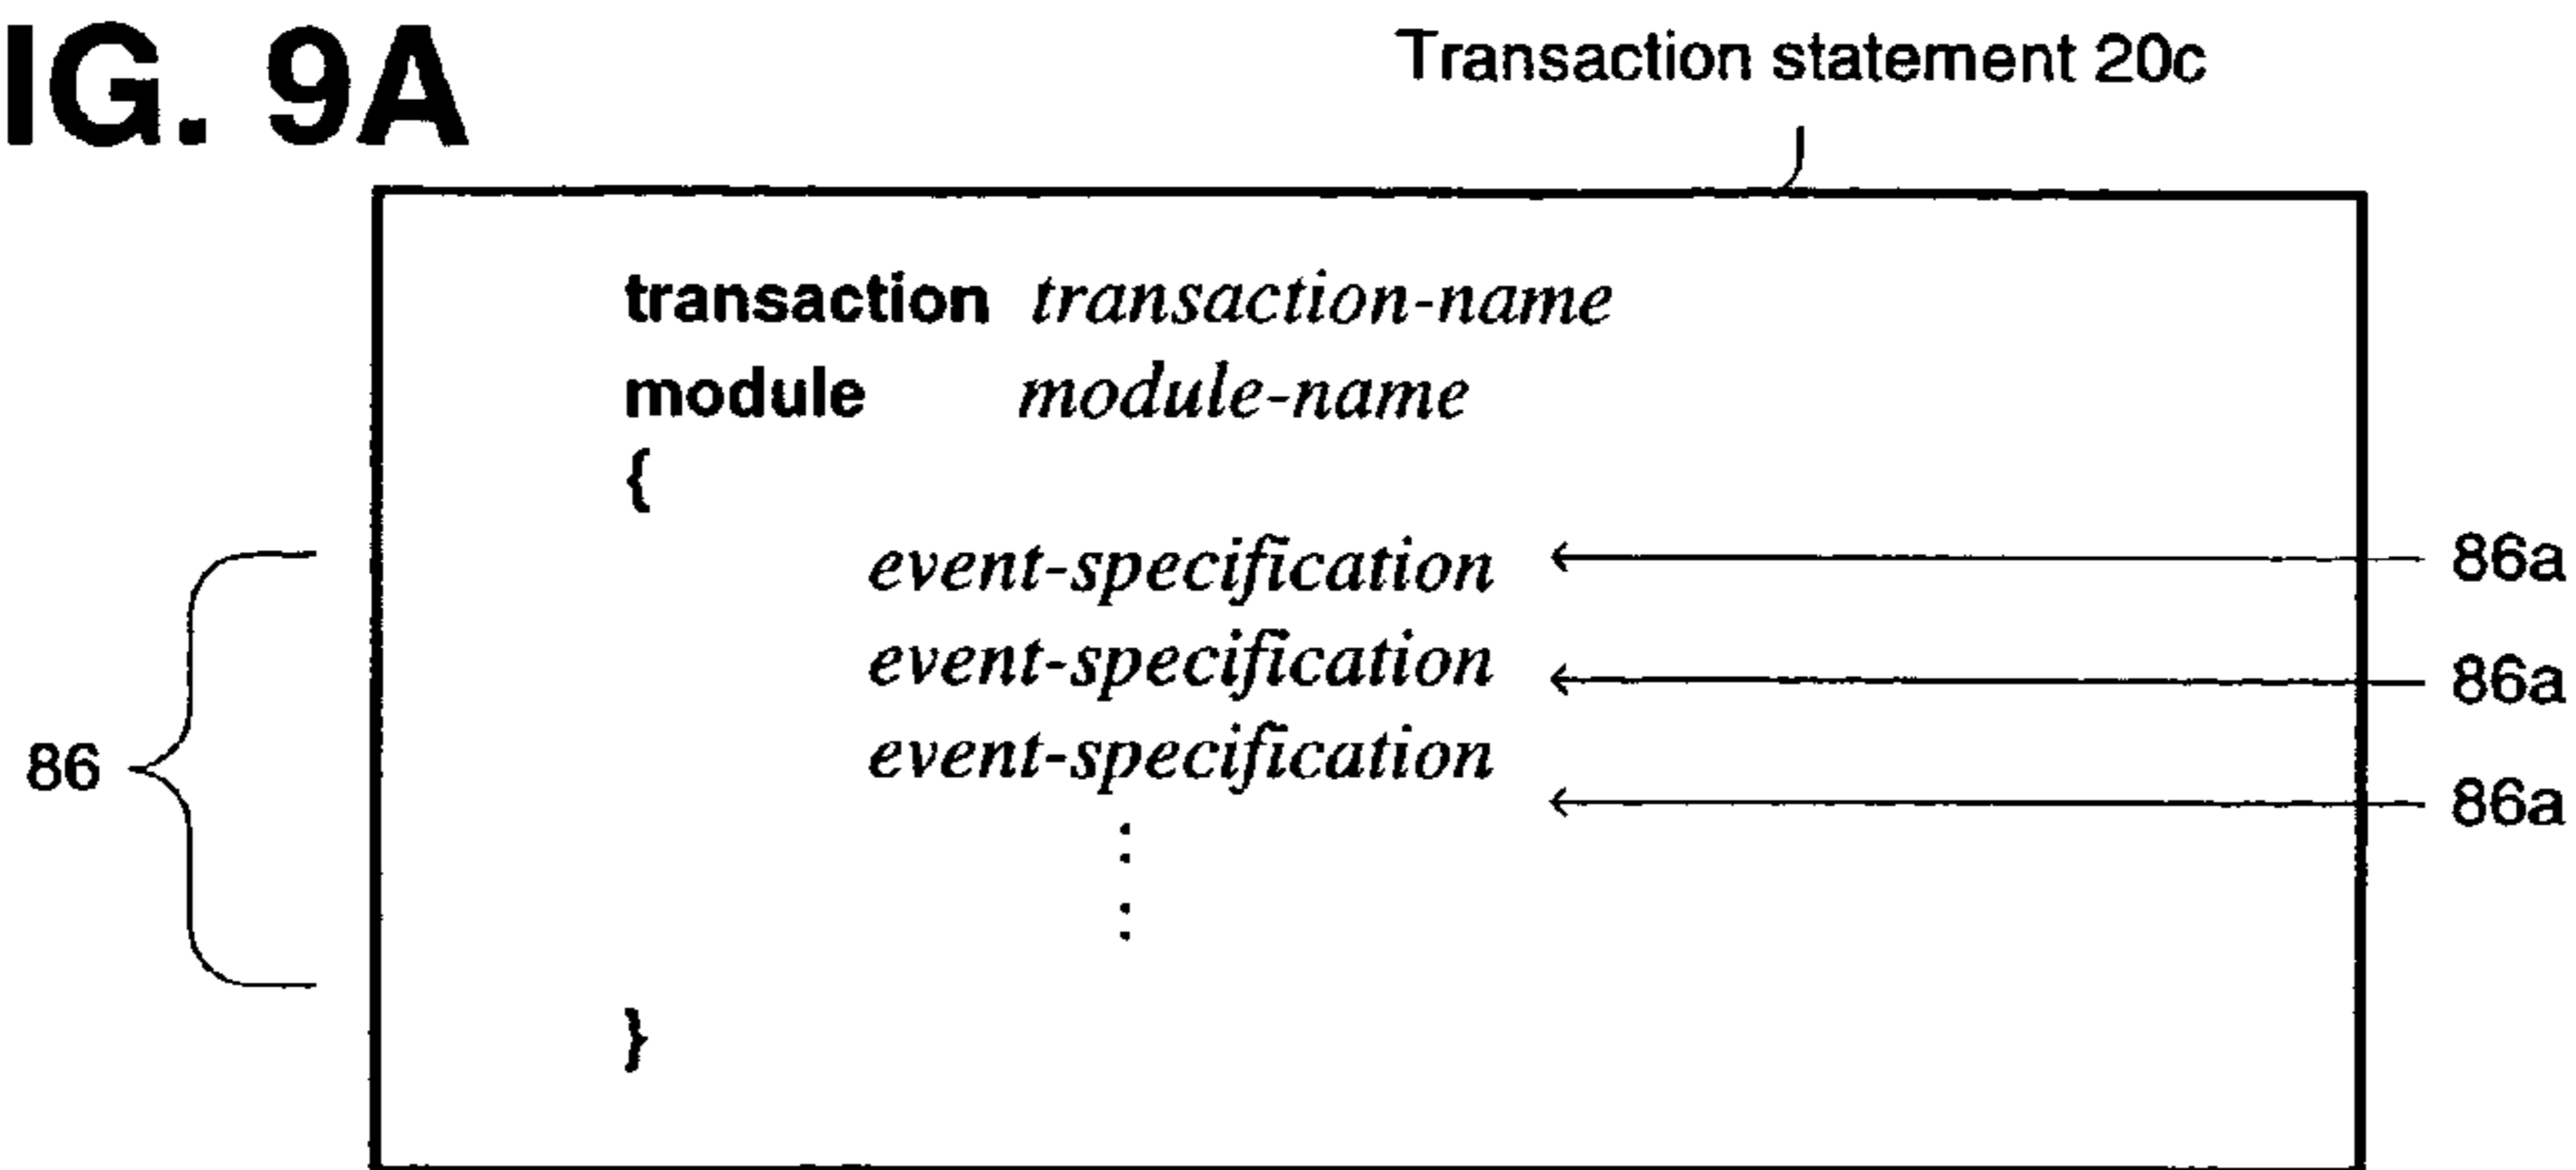 IG. 9A
Transaction statement 20c
transaction transaction-name
module module-name
{
event-specification 86a
event-specification 86a
event-specification
86 86a
}